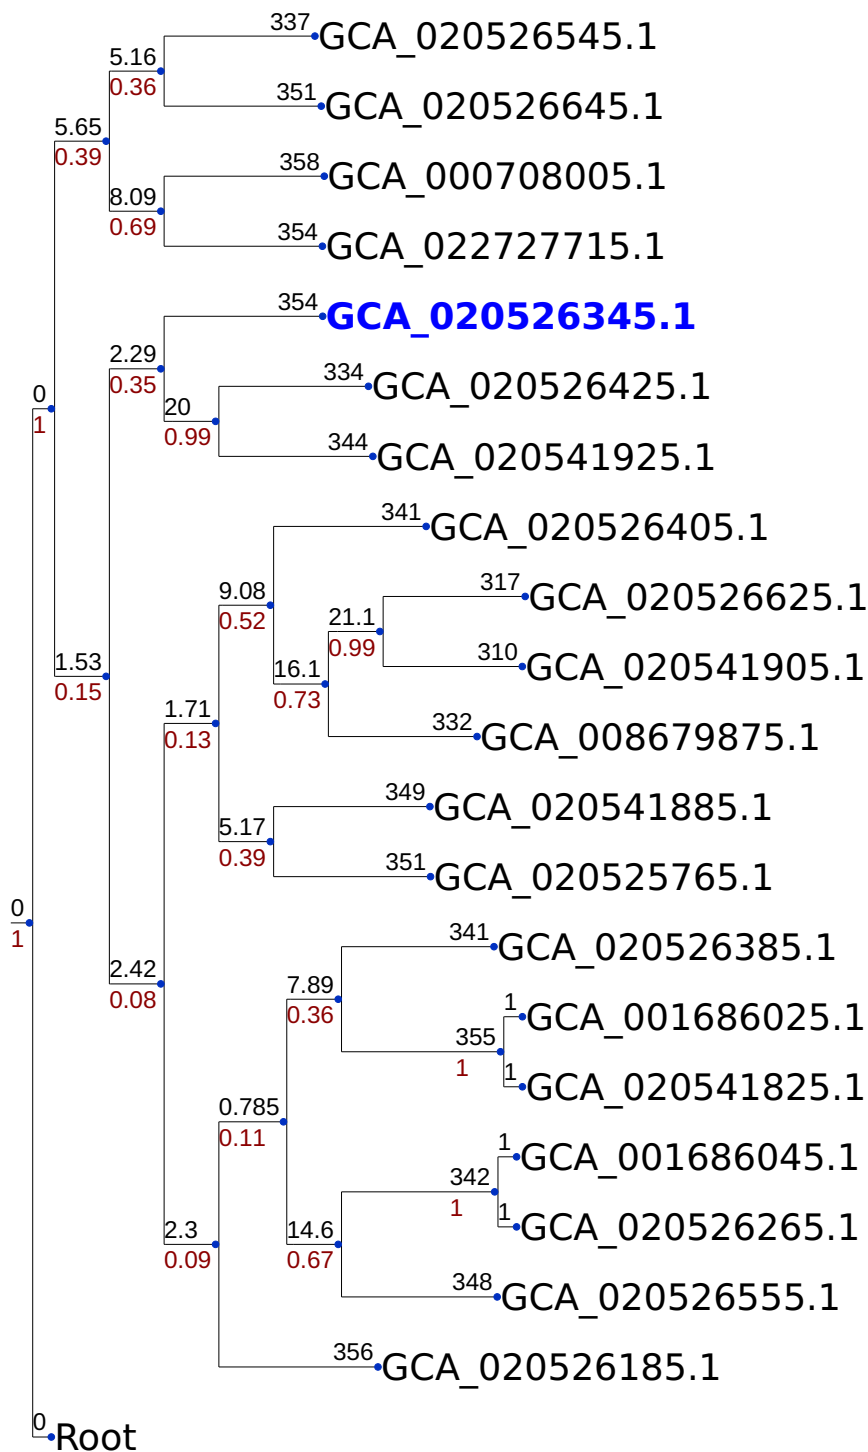 337 GCA_020526545.1
5.16
0.36
351 GCA_020526645.1
5.65
0.39
358 GCA_000708005.1
8.09
0.69
354 GCA_022727715.1
354 GCA_020526345.1
2.29
0.35
334 GCA_020526425.1
0
1
20
0.99
344 GCA_020541925.1
341 GCA_020526405.1
9.08
0.52
317 GCA_020526625.1
21.1
0.99
1.53
0.15
16.1
0.73
310 GCA_020541905.1
1.71
0.13
332 GCA_008679875.1
349 GCA_020541885.1
5.17
0.39
351 GCA_020525765.1
0
1
341 GCA_020526385.1
2.42
0.08
7.89
0.36
1 GCA_001686025.1
355
1
1 GCA_020541825.1
0.785
0.11
1 GCA_001686045.1
342
1
1 GCA_020526265.1
2.3
0.09
14.6
0.67
348 GCA_020526555.1
356 GCA_020526185.1
0 Root